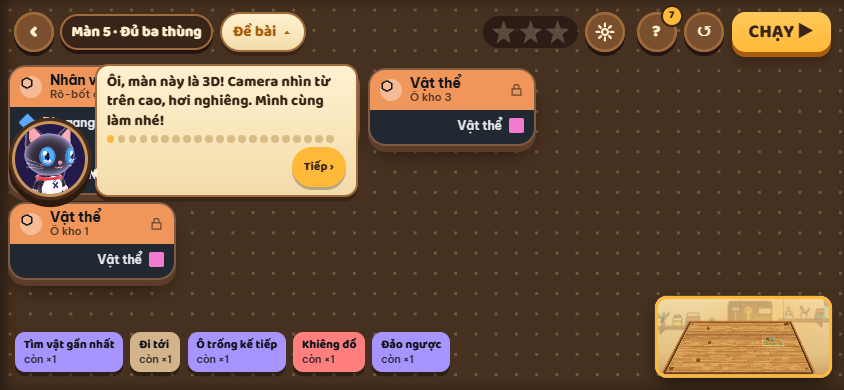 Màn 5 · Đủ ba thùng
Đề bài
?
7
CHẠY
Nhân v
Rô-bốt
Ôi, màn này là 3D! Camera nhìn từ
trên cao, hơi nghiêng. Mình cùng
làm nhé!
Tiếp ›
Vật thể
Ô kho 3
Vật thể
Vật thể
Ô kho 1
Vật thể
Tìm vật gần nhất
còn ×1
Đi tới
còn ×1
Ô trống kế tiếp
còn ×1
Khiêng đồ
còn ×1
Đảo ngược
còn ×1